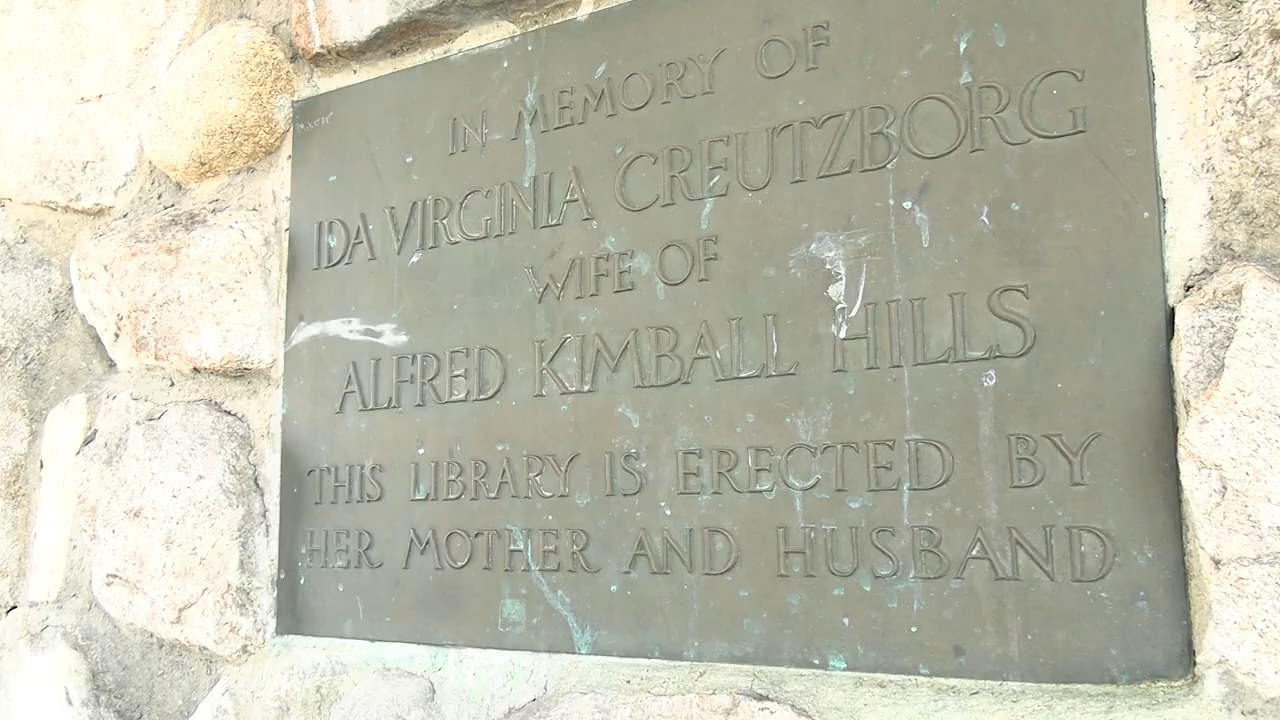 IN MEMORY OF
IDA VIRGINIA CREUTZBORG
WIFE OF
ALFRED KIMBALL HILLS
THIS LIBRARY IS ERECTED BY
HER MOTHER AND HUSBAND